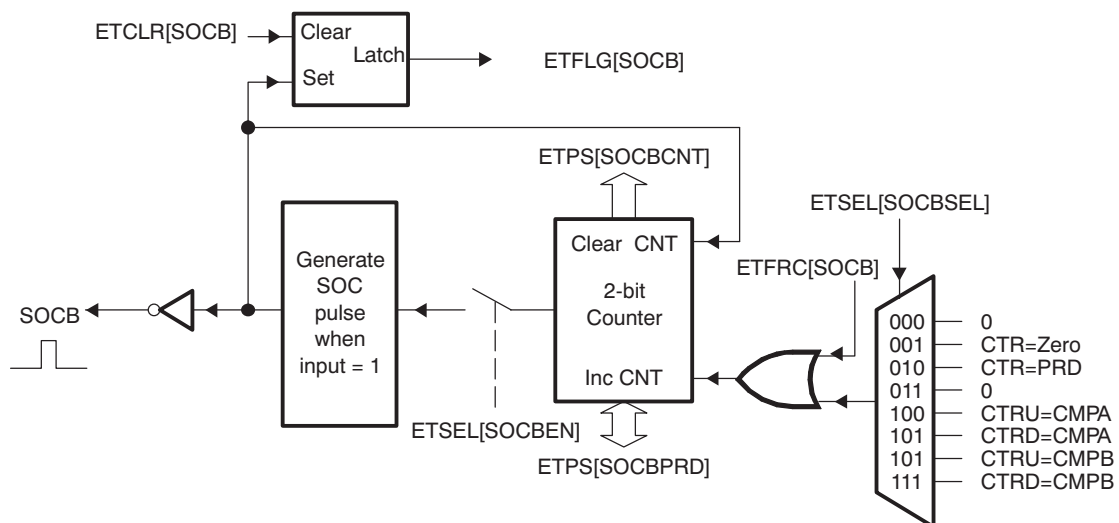 ETCLR[SOCB]
Clear
Latch
Set
ETFLG[SOCB]
ETPS[SOCBCNT]
ETSEL[SOCBSEL]
Clear CNT
ETFRC[SOCB]
Generate
SOC
pulse
when
input = 1
2-bit
Counter
SOCB
Inc CNT
ETSEL[SOCBEN]
ETPS[SOCBPRD]
000 0
001 CTR=Zero
010 CTR=PRD
011 0
100 CTRU=CMPA
101 CTRD=CMPA
101 CTRU=CMPB
111 CTRD=CMPB